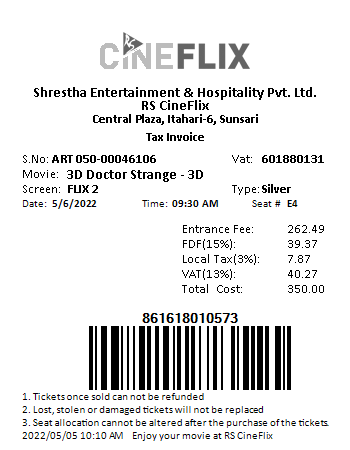 CINEFLIX
Shrestha Entertainment & Hospitality Pvt. Ltd.
RS CineFlix
Central Plaza, Itahari-6, Sunsari
Tax Invoice
S.No: ART 050-00046106 Vat: 601880131
Movie: 3D Doctor Strange - 3D
Screen: FLIX 2 Type: Silver
Date: 5/6/2022 Time: 09:30 AM Seat # E4
Entrance Fee: 262.49
FDF(15%): 39.37
Local Tax(3%): 7.87
VAT(13%): 40.27
Total Cost: 350.00
861618010573
1. Tickets once sold can not be refunded
2. Lost, stolen or damaged tickets will not be replaced
3. Seat allocation cannot be altered after the purchase of the tickets.
2022/05/05 10:10 AM Enjoy your movie at RS CineFlix